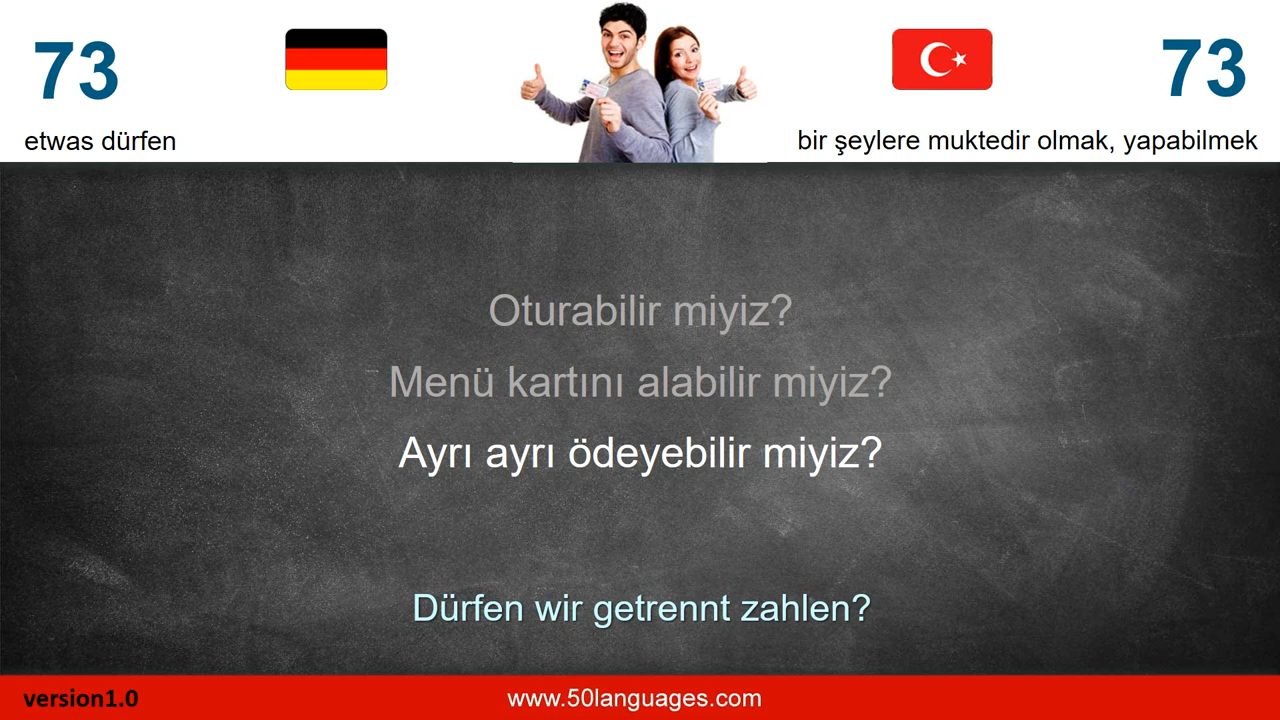 73
73
etwas dürfen
bir şeylere muktedir olmak, yapabilmek
Oturabilir miyiz?
Menü kartını alabilir miyiz?
Ayrı ayrı ödeyebilir miyiz?
Dürfen wir getrennt zahlen?
version1.0
www.50languages.com